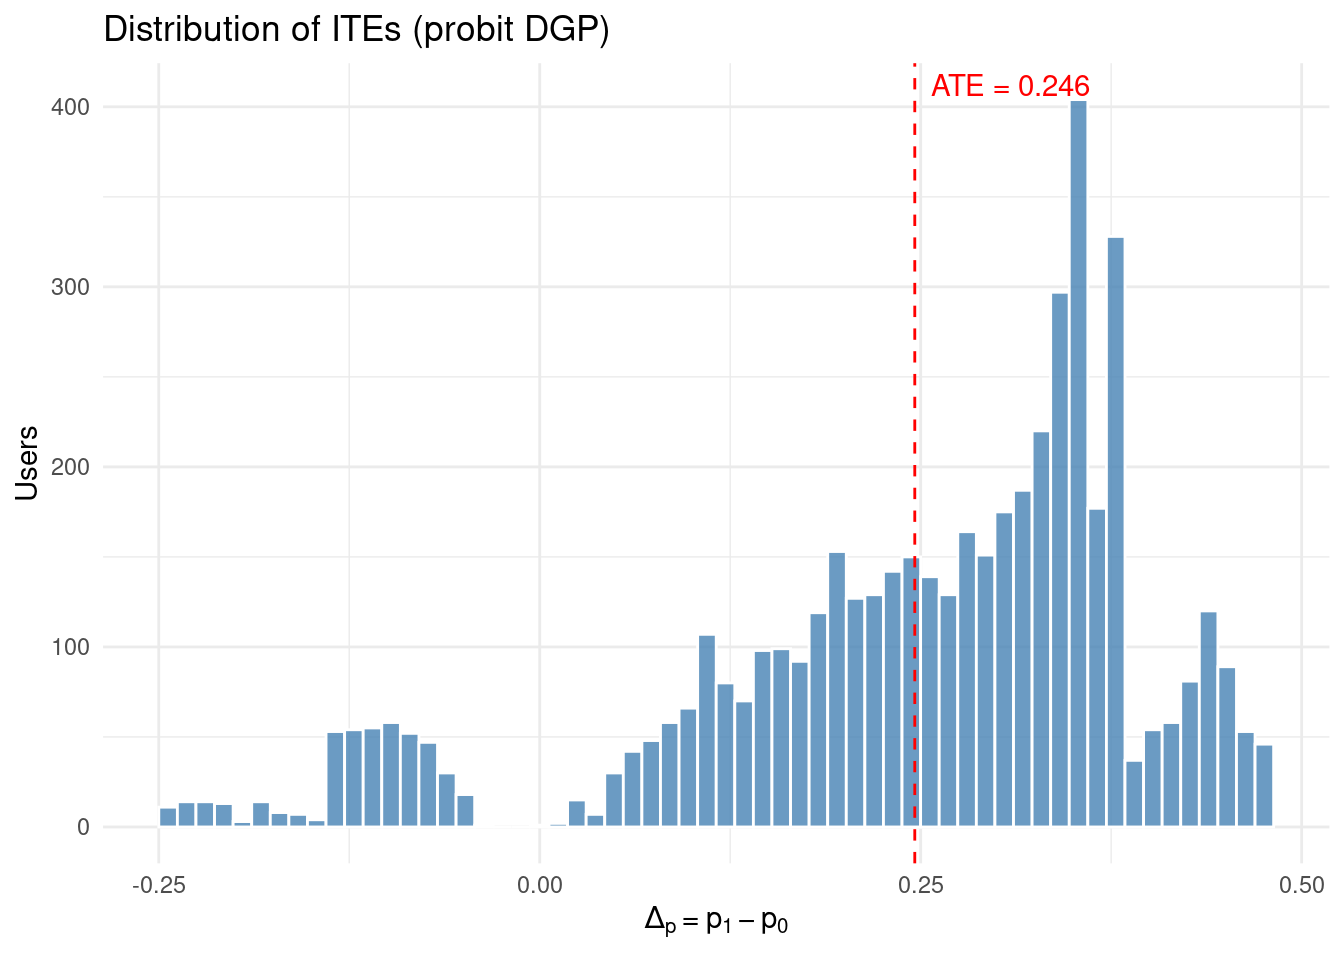 Distribution of ITEs (probit DGP)
ATE = 0.246
400
300
200
100
0
Users
-0.25
0.00
0.25
0.50
Δₚ = p₁ – p₀